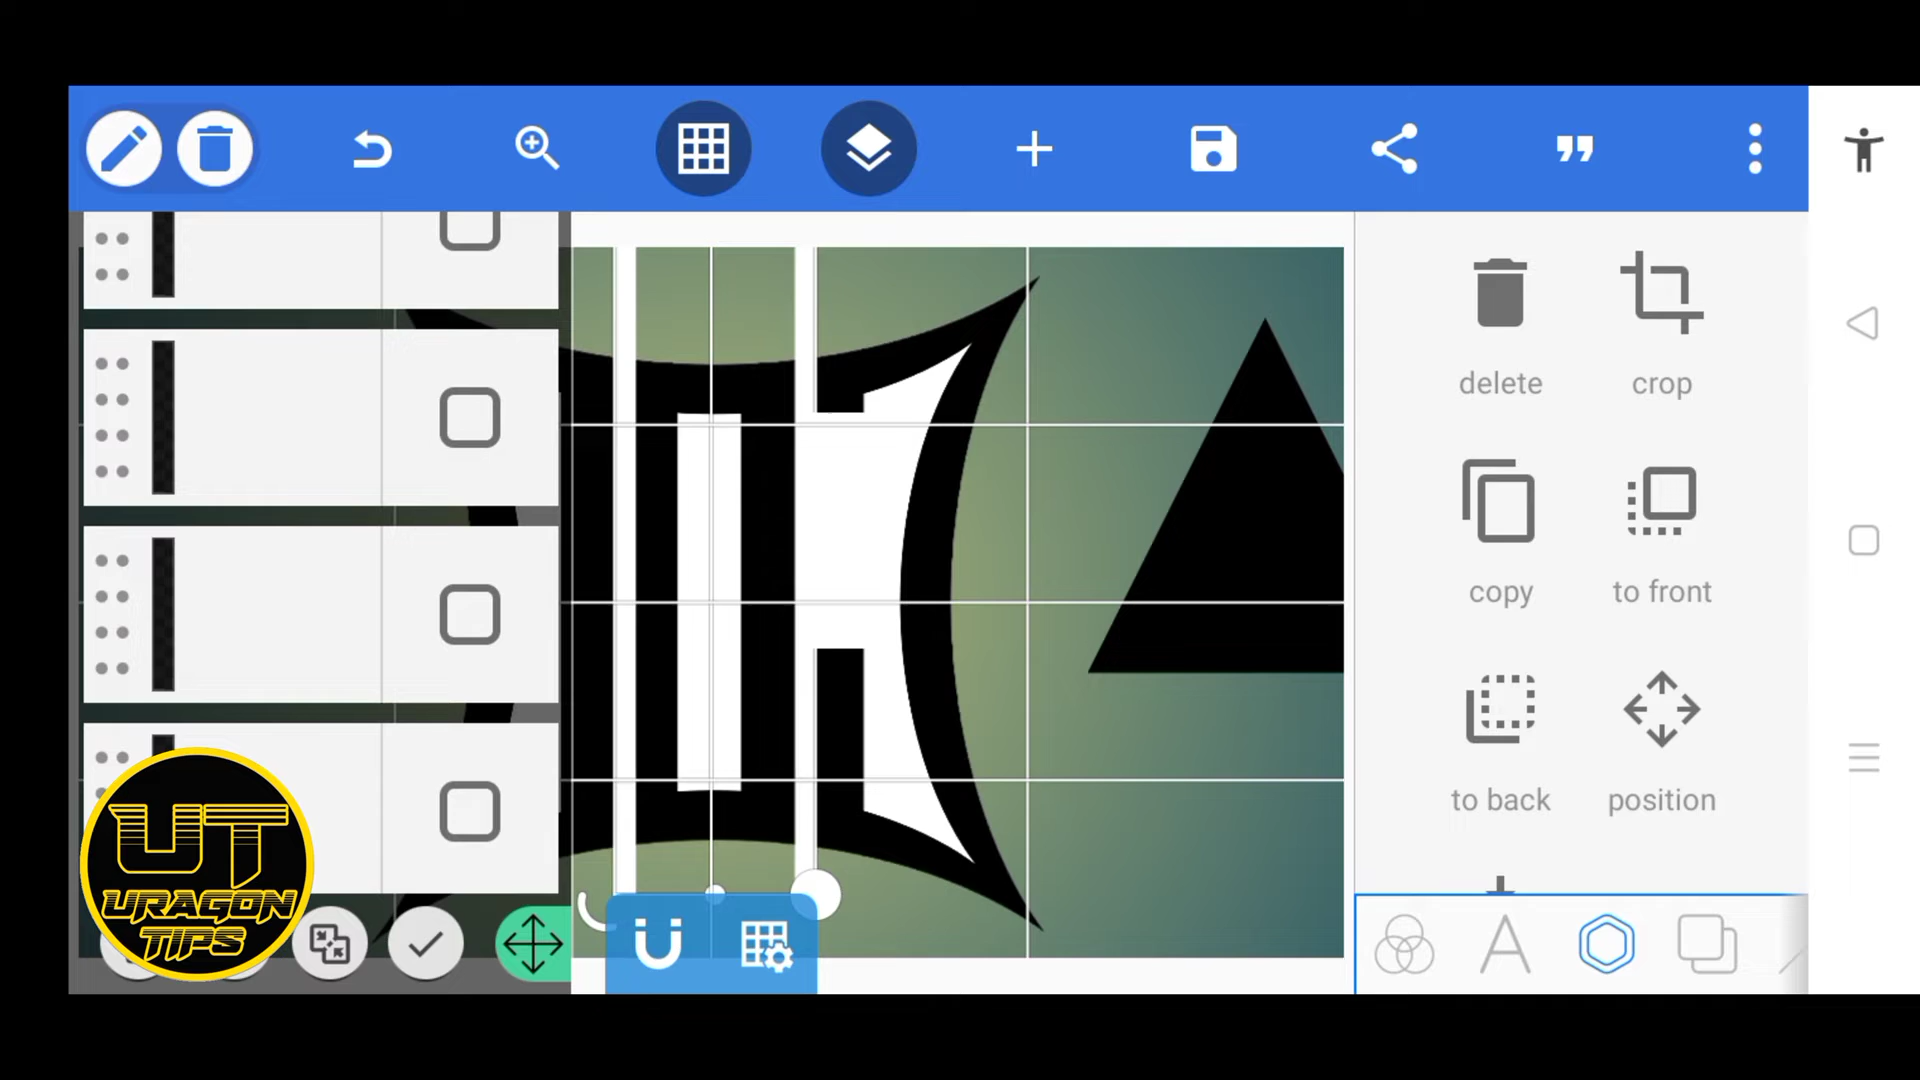 delete
crop
copy
to front
to back
position
UT
URAGON
TIPS